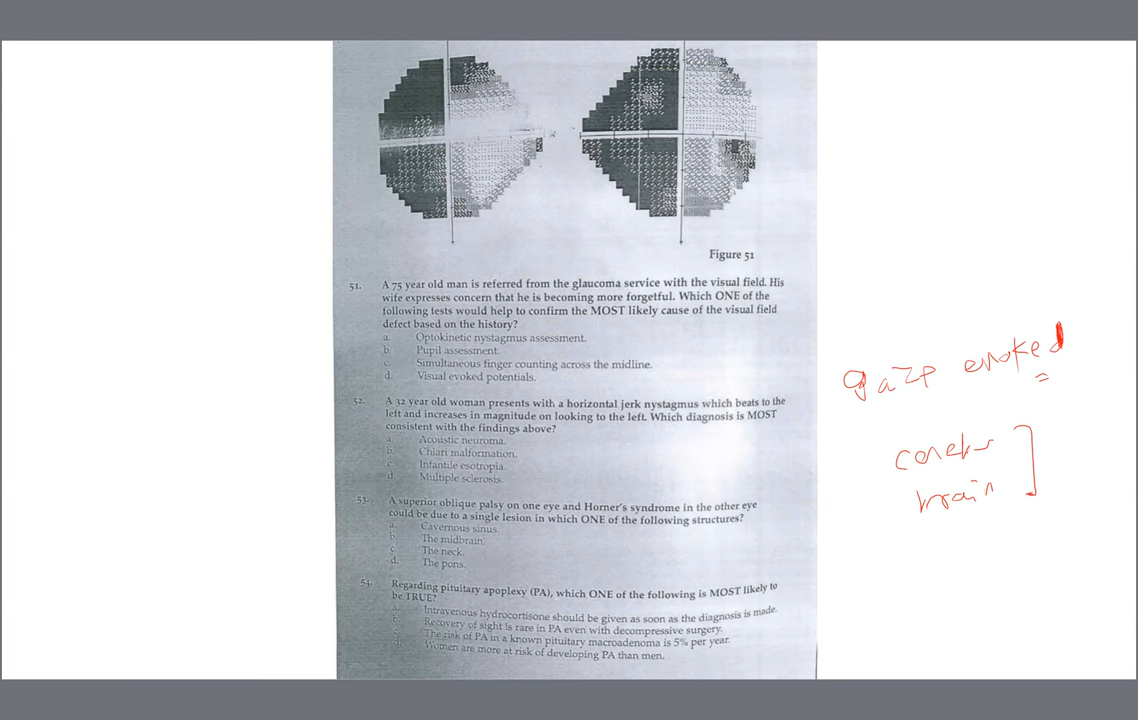 Figure 51
51. A 75 year old man is referred from the glaucoma service with the visual field. His
wife expresses concern that he is becoming more forgetful. Which ONE of the
following tests would help to confirm the MOST likely cause of the visual field
defect based on the history?
a. Optokinetic nystagmus assessment.
b. Pupil assessment.
c. Simultaneous finger counting across the midline.
d. Visual evoked potentials.
52. A 32 year old woman presents with a horizontal jerk nystagmus which beats to the
left and increases in magnitude on looking to the left. Which diagnosis is MOST
consistent with the findings above?
a. Acoustic neuroma.
b. Chiari malformation.
c. Infantile esotropia.
d. Multiple sclerosis.
53. A superior oblique palsy on one eye and Horner's syndrome in the other eye
could be due to a single lesion in which ONE of the following structures?
a. Cavernous sinus.
b. The midbrain.
c. The neck.
d. The pons.
54. Regarding pituitary apoplexy (PA), which ONE of the following is MOST likely to
be TRUE?
a. Intravenous hydrocortisone should be given as soon as the diagnosis is made.
b. Recovery of sight is rare in PA even with decompressive surgery.
c. The risk of PA in a known pituitary macroadenoma is 5% per year.
d. Women are more at risk of developing PA than men.
gaze evoked
brain